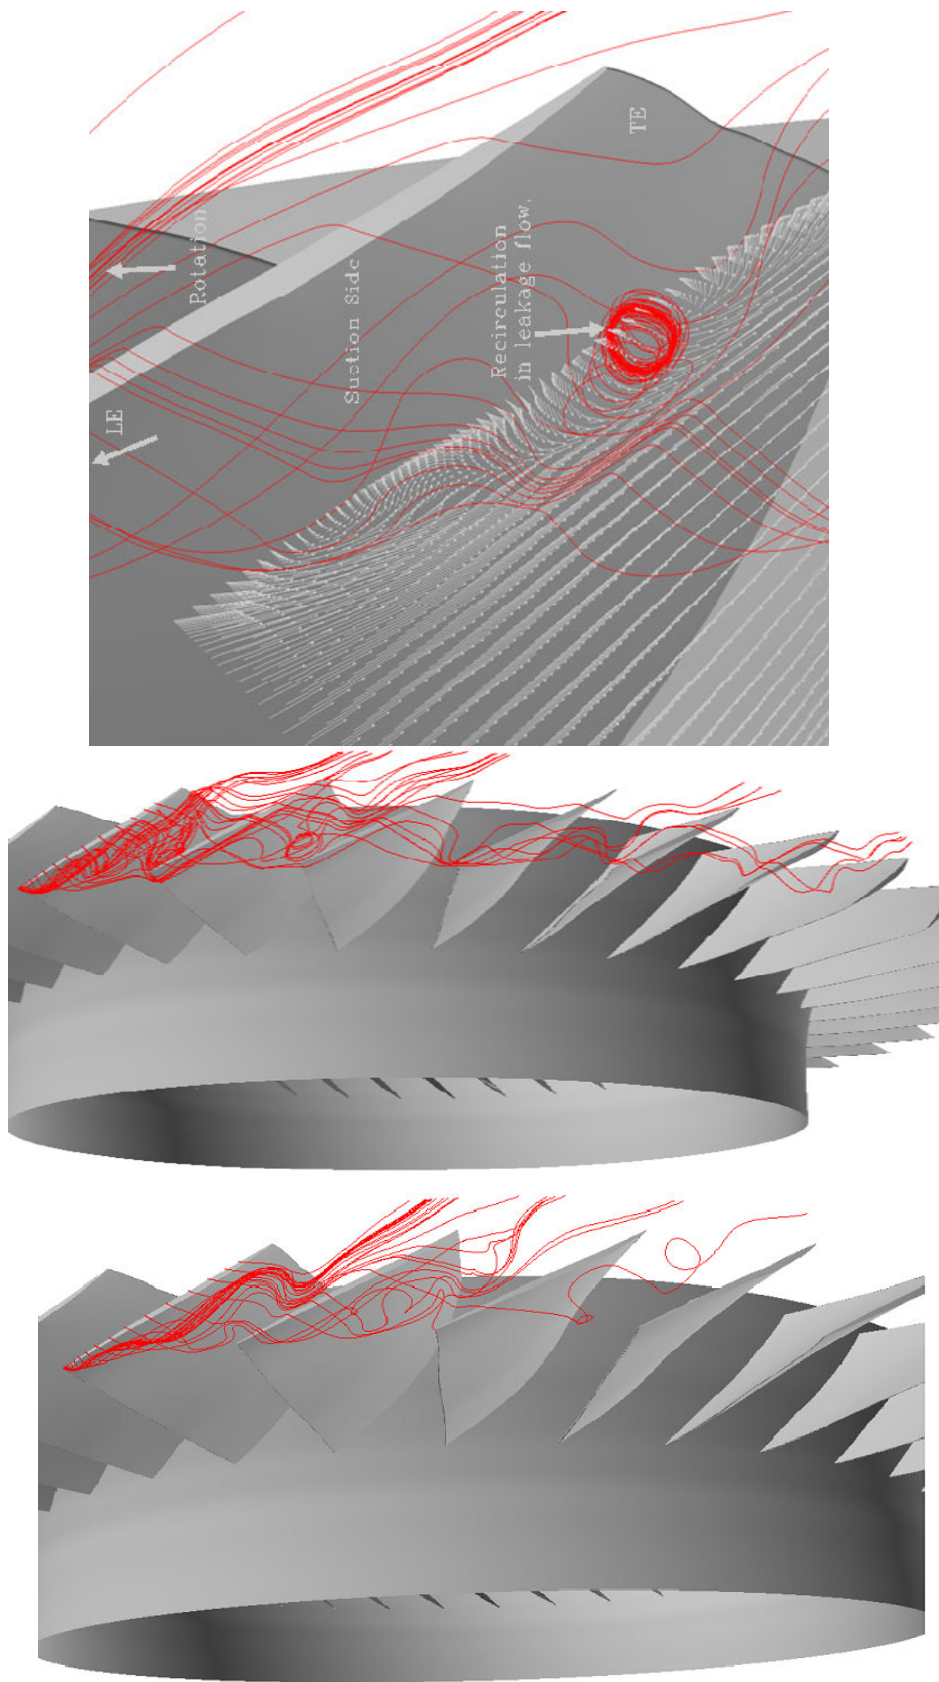 TE
Rotation
Suction Side
Recirculation
in leakage flow.
LE